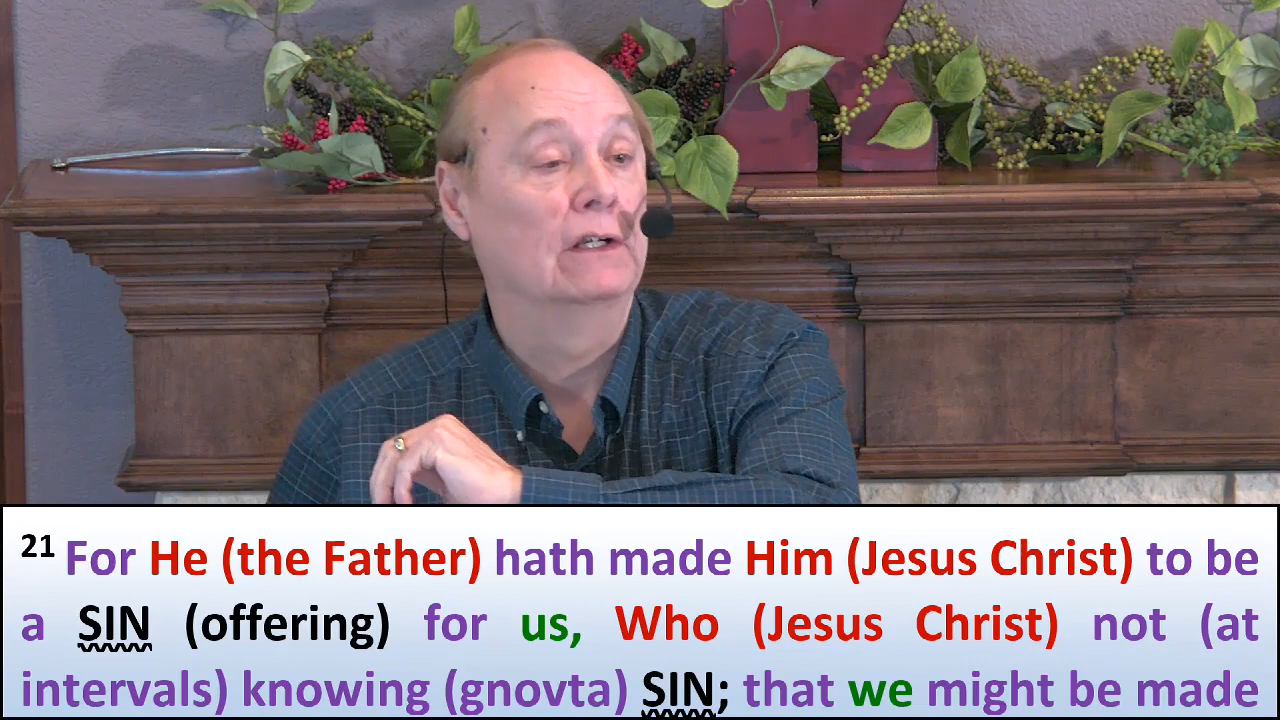 21 For He (the Father) hath made Him (Jesus Christ) to be
a SIN (offering) for us, Who (Jesus Christ) not (at
intervals) knowing (gnovta) SIN; that we might be made